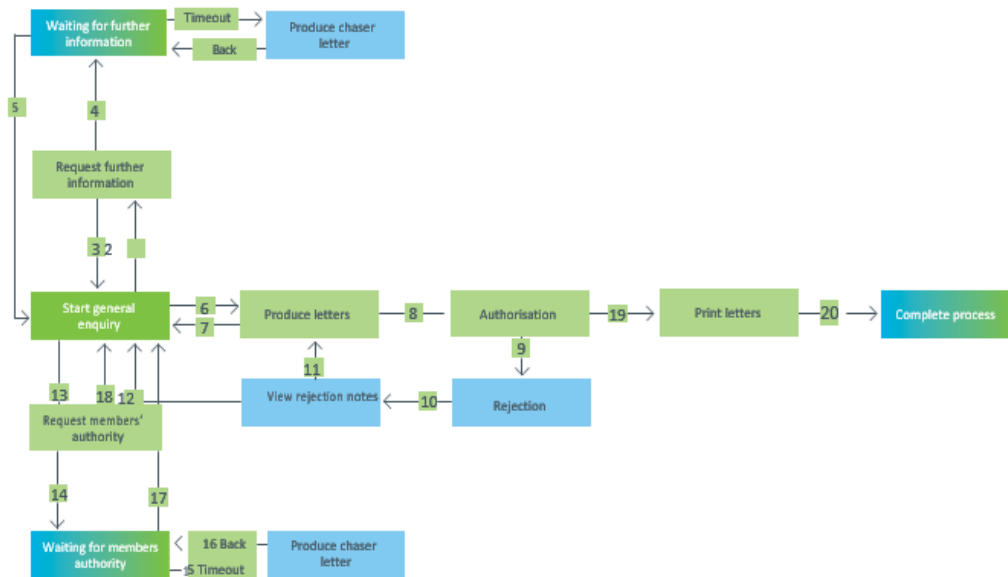 Waiting for further
information
Timeout
Back
Produce chaser
letter
5
4
Request further
information
3 2
Start general
enquiry
6
7
Produce letters
8
Authorisation
19
Print letters
20
Complete process
9
11
13
18
12
View rejection notes
10
Rejection
Request members'
authority
14
17
Waiting for members
authority
16 Back
15 Timeout
Produce chaser
letter